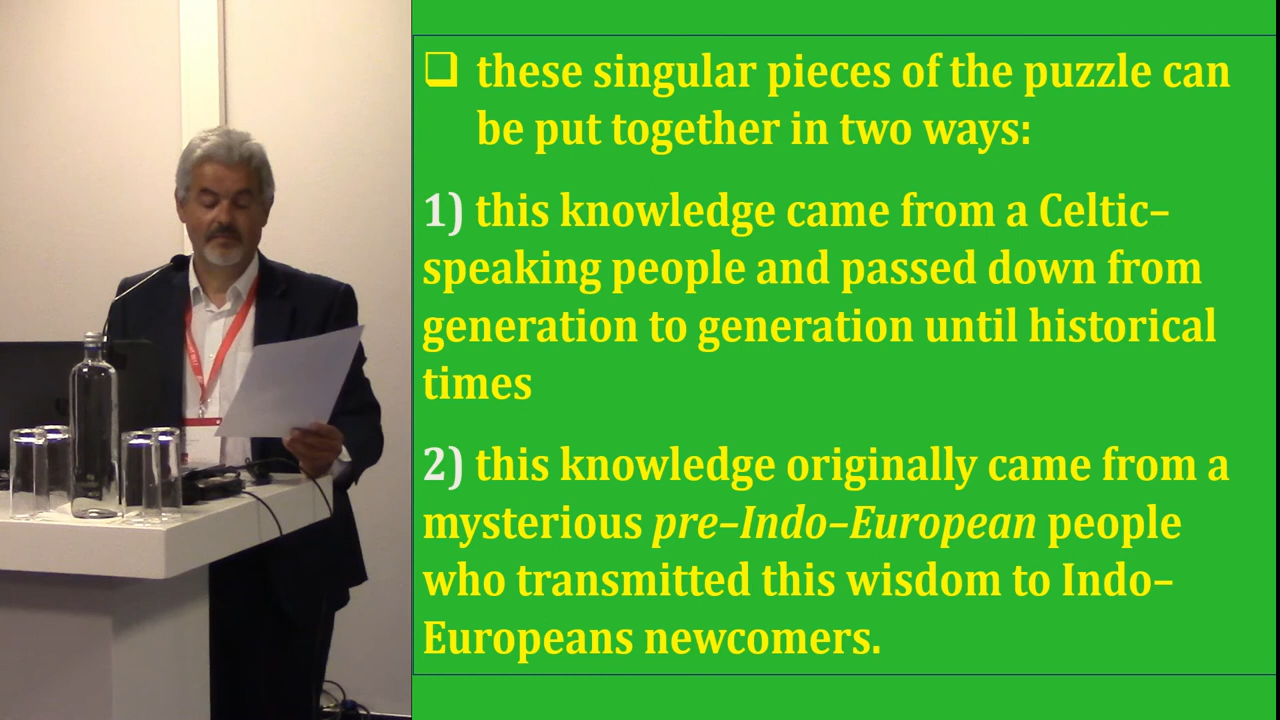 ❑ these singular pieces of the puzzle can
be put together in two ways:
1) this knowledge came from a Celtic–
speaking people and passed down from
generation to generation until historical
times
2) this knowledge originally came from a
mysterious pre–Indo–European people
who transmitted this wisdom to Indo–
Europeans newcomers.